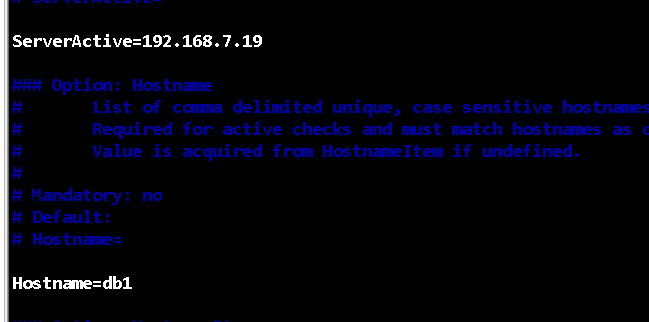 # ServerActive=
ServerActive=192.168.7.19
### Option: Hostname
# List of comma delimited unique, case sensitive hostnames
# Required for active checks and must match hostnames as
# Value is acquired from HostnameItem if undefined.
#
# Mandatory: no
# Default:
# Hostname=
Hostname=db1